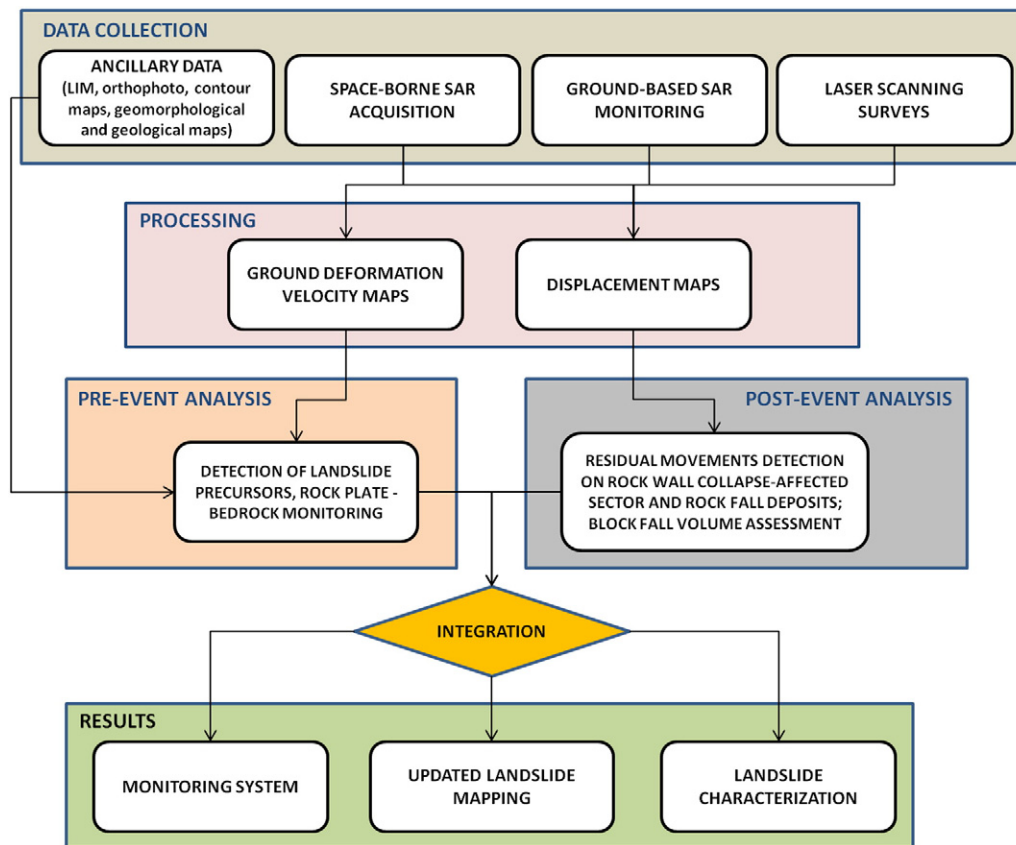 DATA COLLECTION
ANCILLARY DATA
(LIM, orthophoto, contour
maps, geomorphological
and geological maps)
SPACE-BORNE SAR
ACQUISITION
GROUND-BASED SAR
MONITORING
LASER SCANNING
SURVEYS
PROCESSING
GROUND DEFORMATION
VELOCITY MAPS
DISPLACEMENT MAPS
PRE-EVENT ANALYSIS
DETECTION OF LANDSLIDE
PRECURSORS, ROCK PLATE -
BEDROCK MONITORING
POST-EVENT ANALYSIS
RESIDUAL MOVEMENTS DETECTION
ON ROCK WALL COLLAPSE-AFFECTED
SECTOR AND ROCK FALL DEPOSITS;
BLOCK FALL VOLUME ASSESSMENT
INTEGRATION
RESULTS
MONITORING SYSTEM
UPDATED LANDSLIDE
MAPPING
LANDSLIDE
CHARACTERIZATION